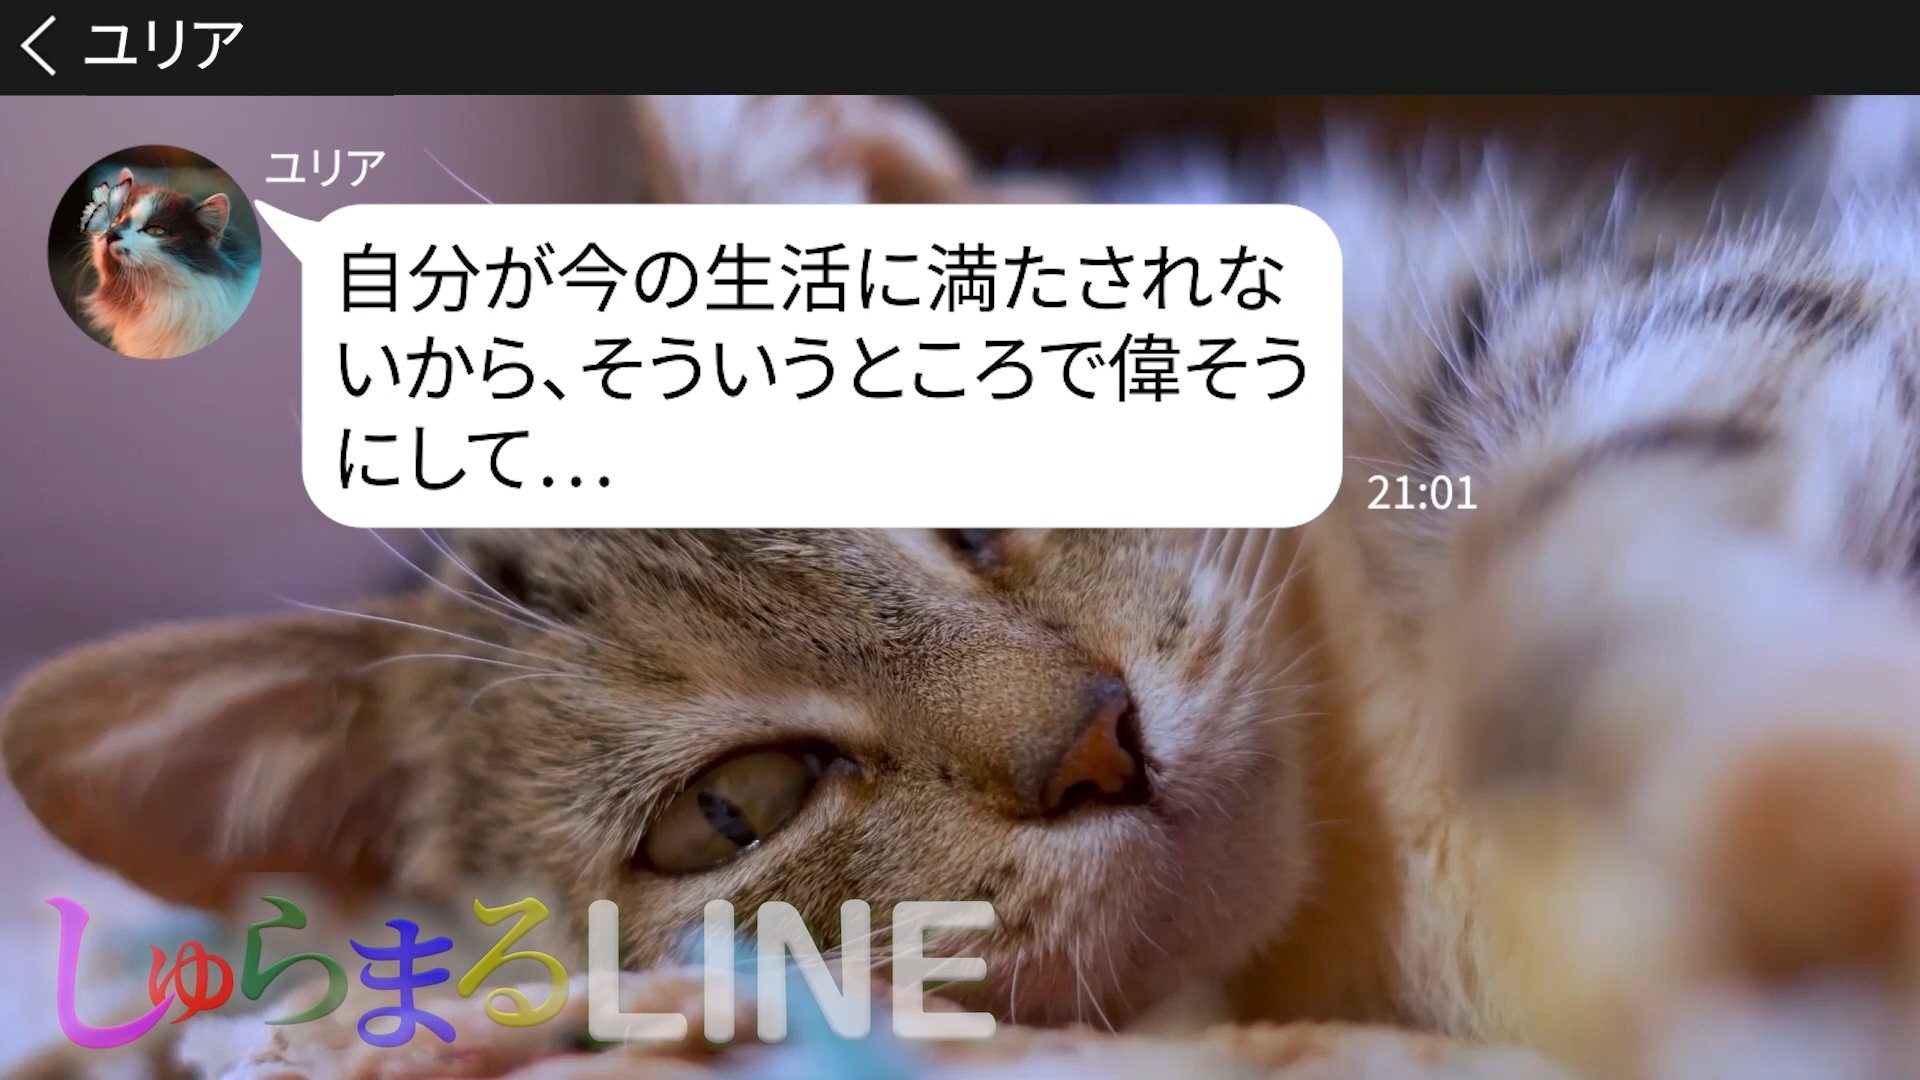 ユリア
ユリア
自分が今の生活に満たされな
いから、そういうところで偉そう
にして…
21:01
しゅらまるLINE